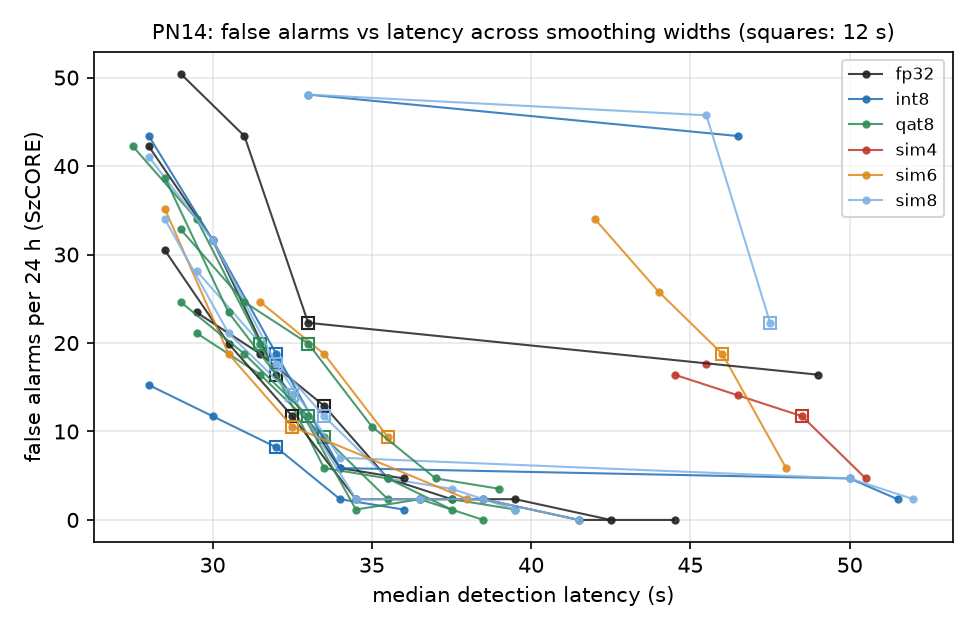 PN14: false alarms vs latency across smoothing widths (squares: 12 s)
false alarms per 24 h (SzCORE)
50
40
30
20
10
0
30 35 40 45 50
median detection latency (s)
fp32
int8
qat8
sim4
sim6
sim8